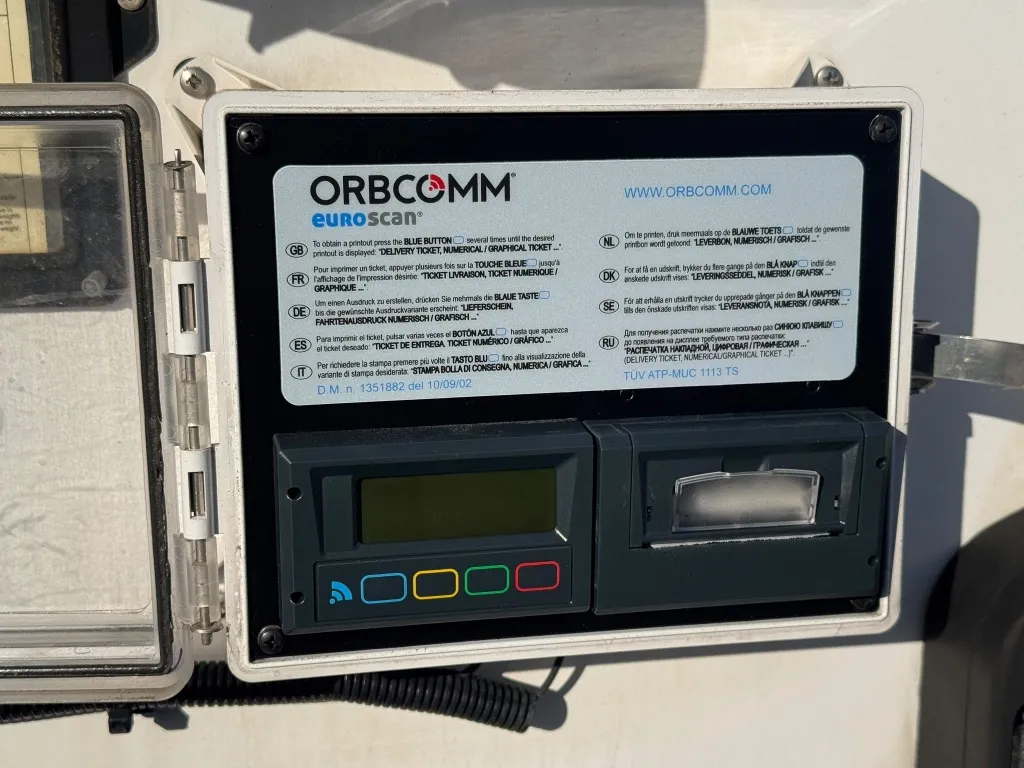 ORBCOMM®
euroscan®
WWW.ORBCOMM.COM
GB To obtain a printout press the BLUE BUTTON several times until the desired
printout is displayed: "DELIVERY TICKET, NUMERICAL / GRAPHICAL TICKET ..."
FR Pour imprimer un ticket, appuyer plusieurs fois sur la TOUCHE BLEUE jusqu'à
l'affichage de l'impression désirée: "TICKET LIVRAISON, TICKET NUMERIQUE /
GRAPHIQUE ..."
DE Um einen Ausdruck zu erstellen, drücken Sie mehrmals die BLAUE TASTE
bis die gewünschte Ausdruckvariante erscheint: "LIEFERSCHEIN,
FAHRTENAUSDRUCK NUMERISCH / GRAFISCH ..."
ES Para imprimir el ticket, pulsar varias veces el BOTÓN AZUL hasta que aparezca
el ticket deseado: "TICKET DE ENTREGA, TICKET NUMÉRICO / GRÁFICO ..."
IT Per richiedere la stampa premere più volte il TASTO BLU fino alla visualizzazione della
variante di stampa desiderata: "STAMPA BOLLA DI CONSEGNA, NUMERICA / GRAFICA ..."
D.M. n. 1351882 del 10/09/02
NL Om te printen, druk meermaals op de BLAUWE TOETS totdat de gewenste
printbon wordt getoond: "LEVERBON, NUMERISCH / GRAFISCH ..."
DK For at få en udskrift, trykker du flere gange på den BLÅ KNAP indtil den
ønskede udskrift vises: "LEVERINGSSEDDEL, NUMERISK / GRAFISK ..."
SE För att erhålla en utskrift trycker du upprepade gånger på den BLÅ KNAPPEN
tills den önskade utskriften visas: "LEVERANSNOTA, NUMERISK / GRAFISK ..."
RU Для получения распечатки нажмите несколько раз СИНЮЮ КЛАВИШУ
до появления на дисплее требуемого типа распечатки:
"РАСПЕЧАТКА НАКЛАДНОЙ, ЦИФРОВАЯ / ГРАФИЧЕСКАЯ ...
(DELIVERY TICKET, NUMERICAL/GRAPHICAL TICKET ...)".
TÜV ATP-MUC 1113 TS